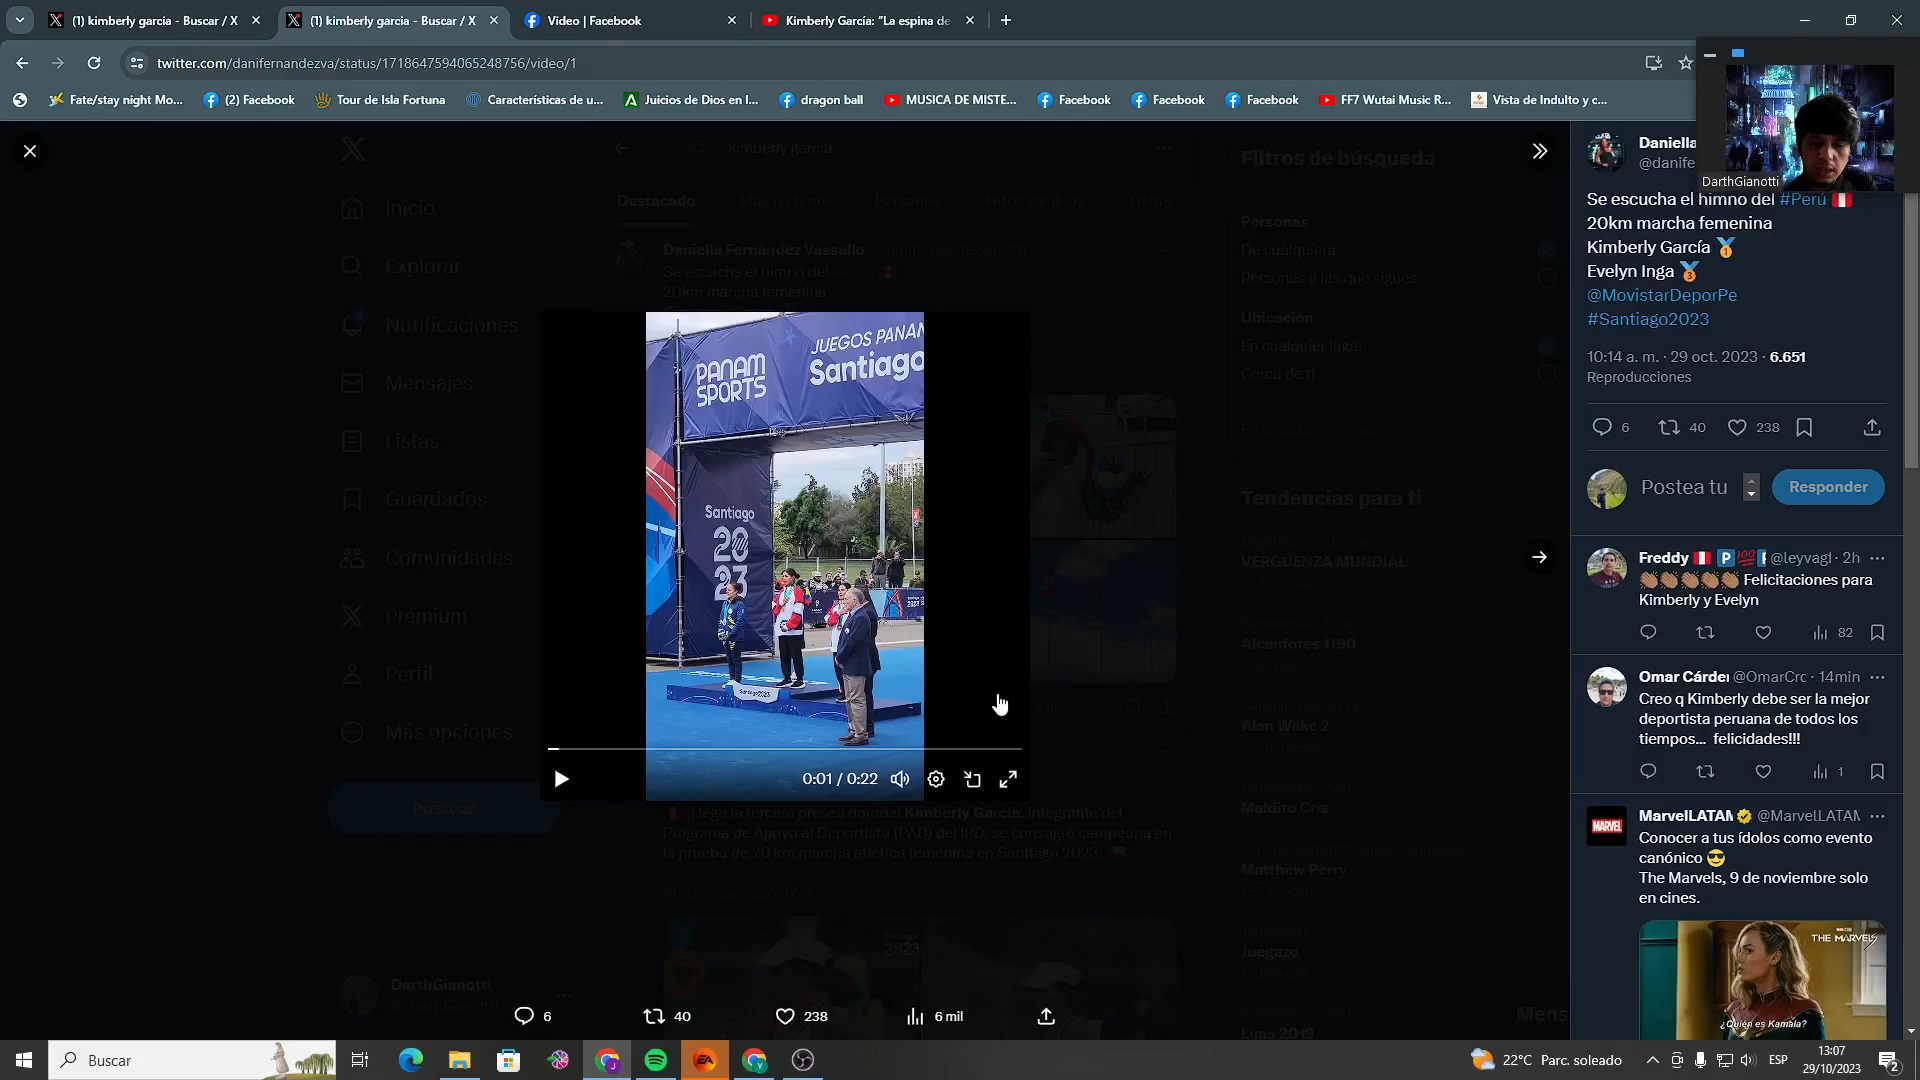 (1) kimberly garcia - Buscar / X
(1) kimberly garcia - Buscar / X
Video | Facebook
Kimberly García: "La espina de
twitter.com/danifernandezva/status/1718647594065248756/video/1
Fate/stay night Mo...
(2) Facebook
Tour de Isla Fortuna
Características de u...
Juicios de Dios en l...
dragon ball
MUSICA DE MISTE...
Facebook
Facebook
Facebook
FF7 Wutai Music R...
Vista de Indulto y c...
DarthGianotti
Inicio
Explorar
Notificaciones
Mensajes
Listas
Guardados
Comunidades
Premium
Perfil
Más opciones
Postear
DarthGianotti
@DarthGianotti
kimberly garcia
Destacado
Más reciente
Personas
Fotos y videos
Listas
Daniella Fernández Vassallo @danifernandezva · 2h
Se escucha el himno del #Perú
20km marcha femenina
PANAM
SPORTS
JUEGOS PANAM
Santiago
Santiago
20
23
Santiago2023
0:01 / 0:22
¡Llega la tercera presea dorada! Kimberly García, integrante del
Programa de Apoyo al Deportista (PAD) del IPD, se consagró campeona en
la prueba de 20 km marcha atlética femenina en Santiago 2023.
6
40
238
6 mil
Filtros de búsqueda
Personas
De cualquiera
Personas a las que sigues
Ubicación
En cualquier lugar
Cerca de ti
Búsqueda avanzada
Tendencias para ti
VERGÜENZA MUNDIAL
Alcanfores 1190
Alan Wake 2
Maldito Cris
Matthew Perry
Juegazo
Lima 2019
Mens
Daniella
@danife
Se escucha el himno del #Perú
20km marcha femenina
Kimberly García
Evelyn Inga
@MovistarDeporPe
#Santiago2023
10:14 a. m. · 29 oct. 2023 · 6.651
Reproducciones
6
40
238
Postea tu
Responder
Freddy @leyvagt · 2h
Felicitaciones para
Kimberly y Evelyn
82
Omar Cárder @OmarCrc · 14min
Creo q Kimberly debe ser la mejor
deportista peruana de todos los
tiempos... felicidades!!!
1
MarvelLATAM @MarvelLATAM
Conocer a tus ídolos como evento
canónico
The Marvels, 9 de noviembre solo
en cines.
MARVEL
THE MARVELS
¿Quién es Kamala?
Buscar
22°C Parc. soleado
ESP
13:07
29/10/2023
2